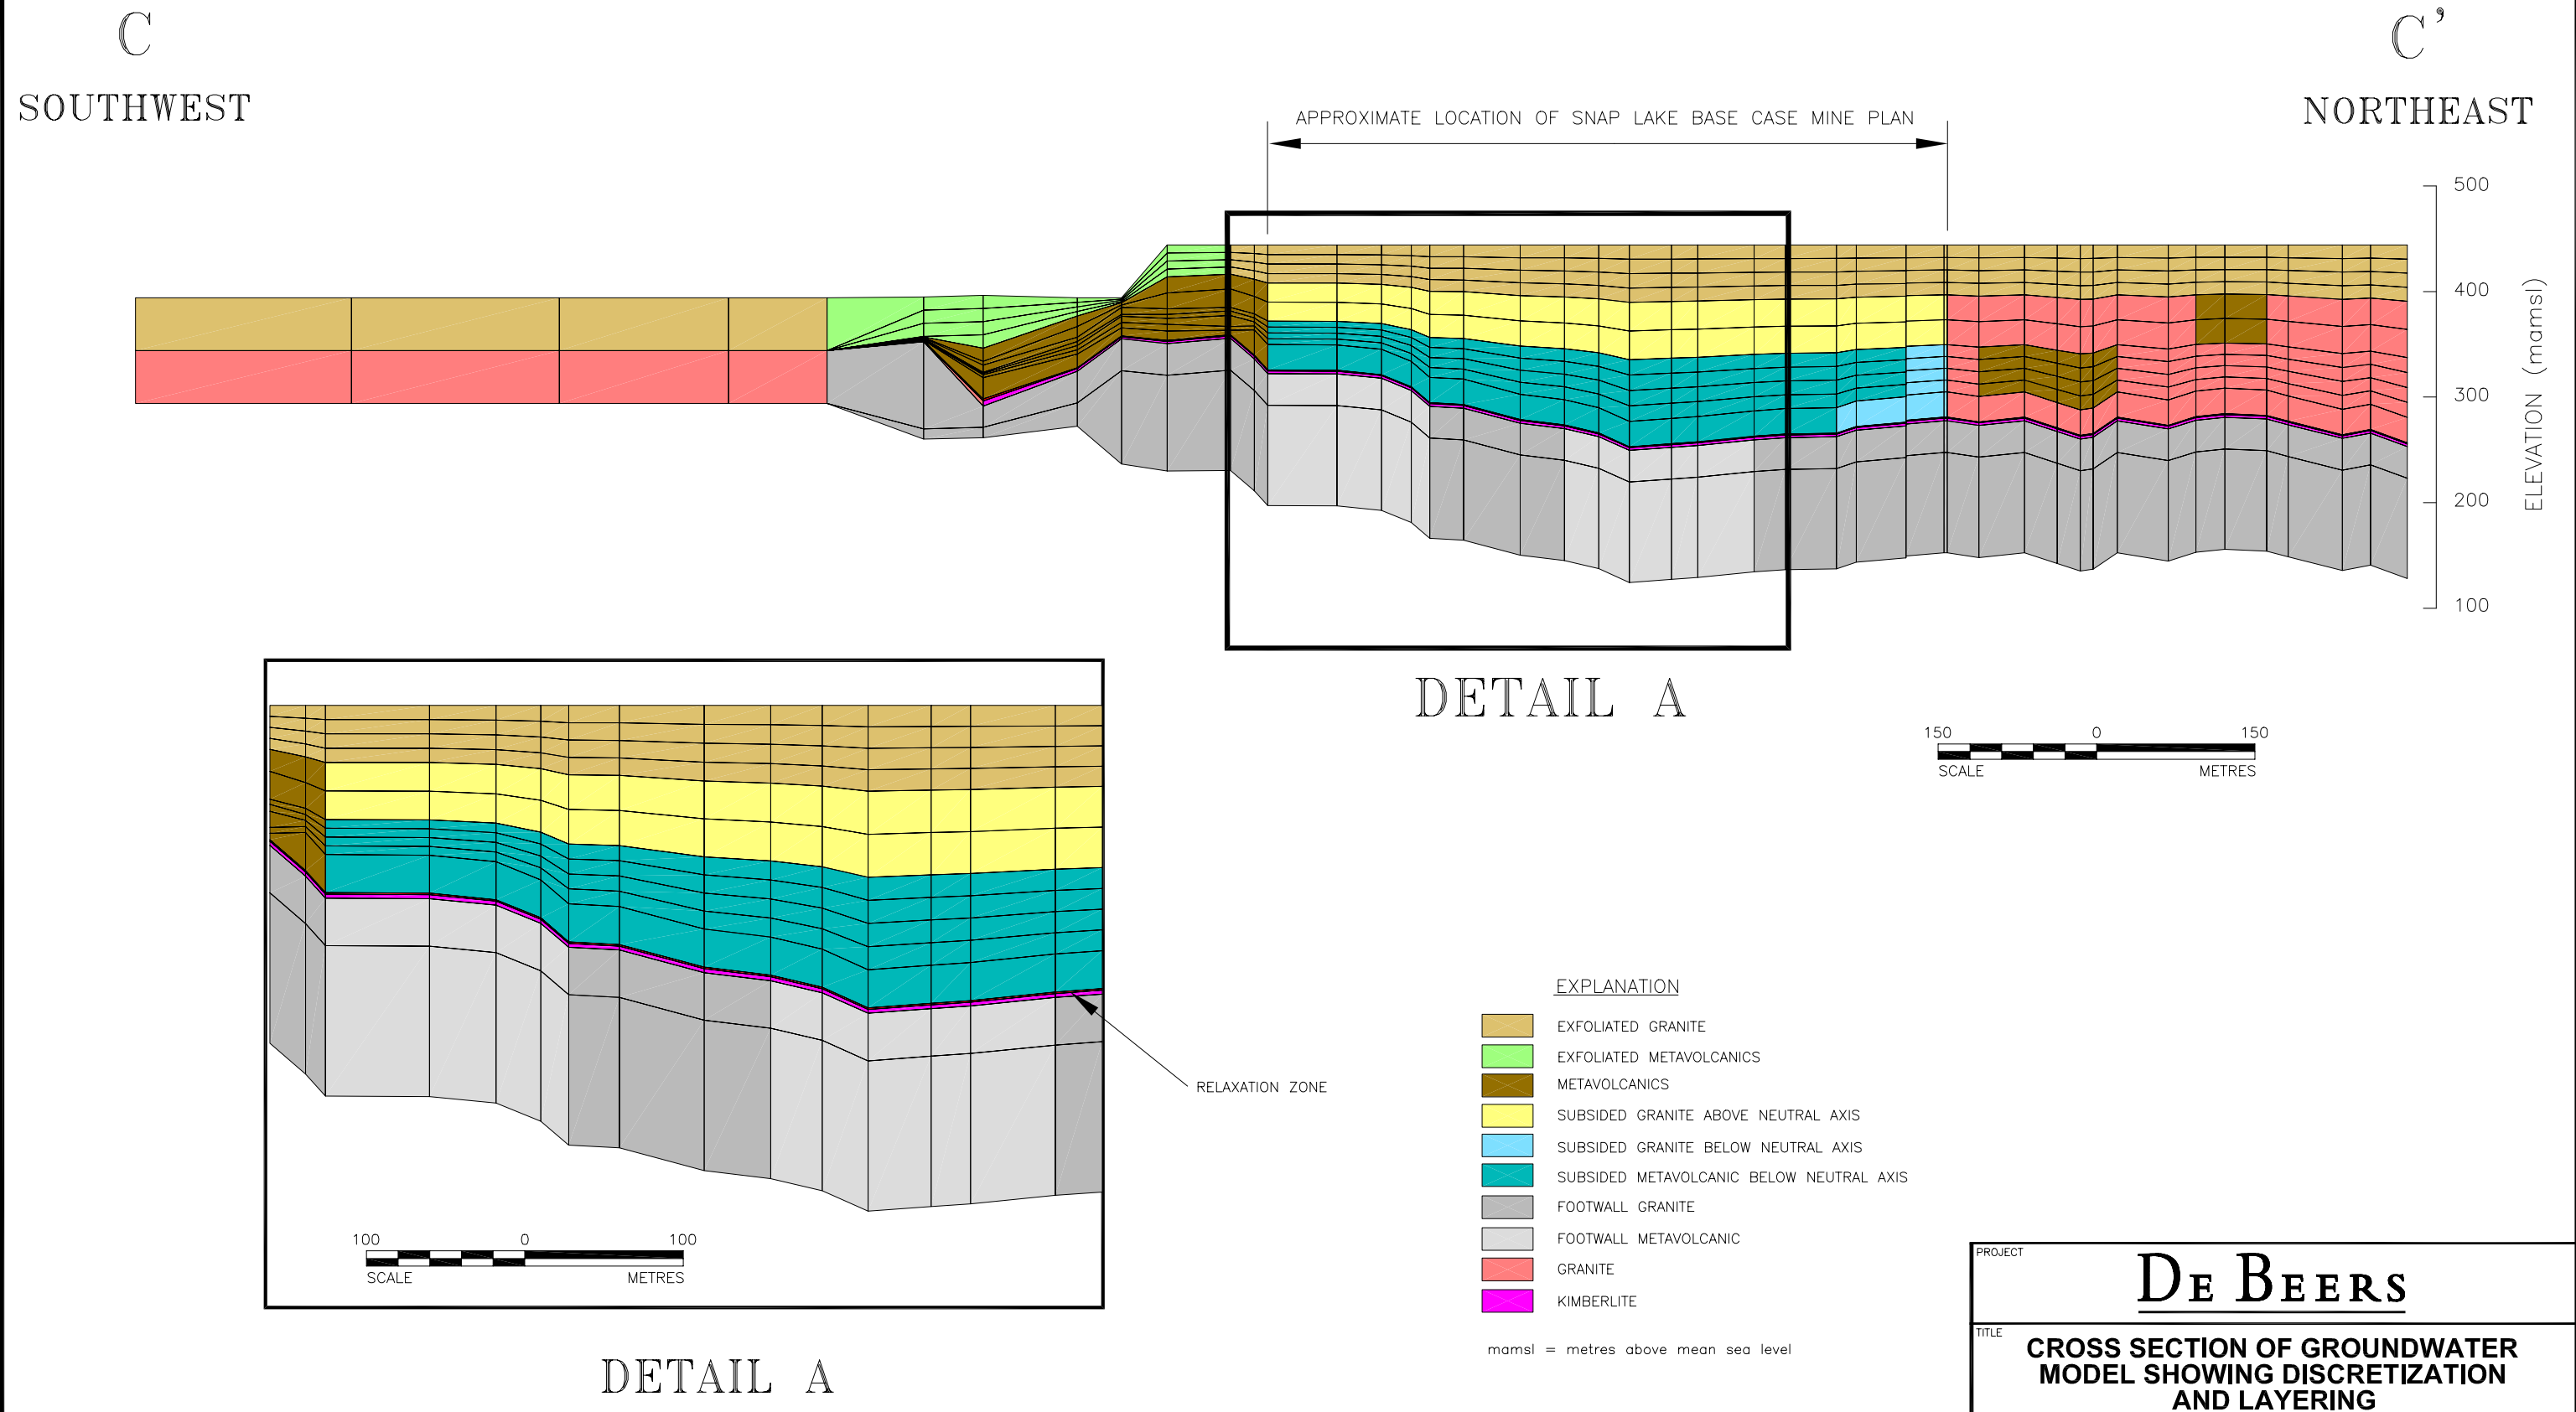 C
C'
SOUTHWEST
NORTHEAST
APPROXIMATE LOCATION OF SNAP LAKE BASE CASE MINE PLAN
500
400
300
200
100
ELEVATION (mamsl)
DETAIL A
150 0 150
SCALE METRES
RELAXATION ZONE
100 0 100
SCALE METRES
DETAIL A
EXPLANATION
EXFOLIATED GRANITE
EXFOLIATED METAVOLCANICS
METAVOLCANICS
SUBSIDED GRANITE ABOVE NEUTRAL AXIS
SUBSIDED GRANITE BELOW NEUTRAL AXIS
SUBSIDED METAVOLCANIC BELOW NEUTRAL AXIS
FOOTWALL GRANITE
FOOTWALL METAVOLCANIC
GRANITE
KIMBERLITE
mamsl = metres above mean sea level
PROJECT
DE BEERS
TITLE
CROSS SECTION OF GROUNDWATER
MODEL SHOWING DISCRETIZATION
AND LAYERING